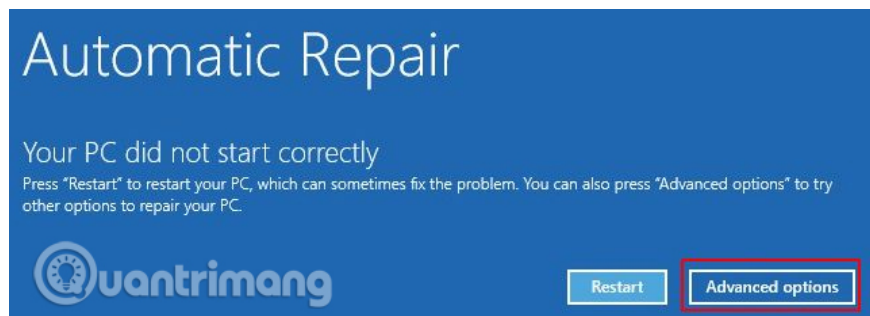 Automatic Repair
Your PC did not start correctly
Press "Restart" to restart your PC, which can sometimes fix the problem. You can also press "Advanced options" to try
other options to repair your PC.
Quantrimang
Restart
Advanced options